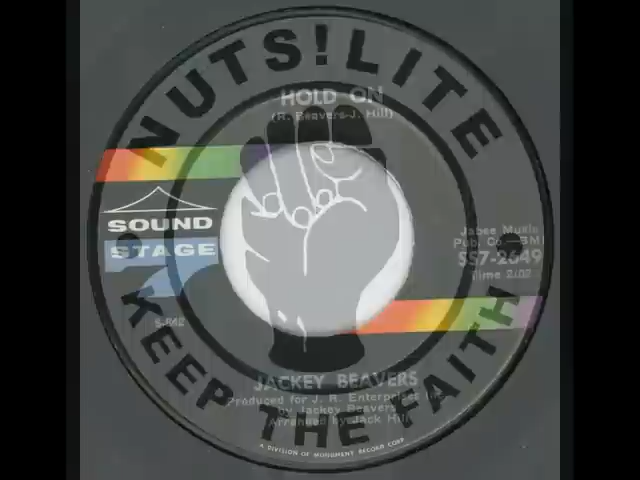 NUTS!LITE
HOLD ON
(R. Beavers-J. Hill)
SOUND
STAGE
7
Jabee Music
Pub. Co.-BMI
SS7-2649
Time 2:02
JACKEY BEAVERS
Produced for J. R. Enterprises Inc.
by Jackey Beavers
Arranged by Jack Hill
KEEP THE FAITH
A DIVISION OF MONUMENT RECORD CORP